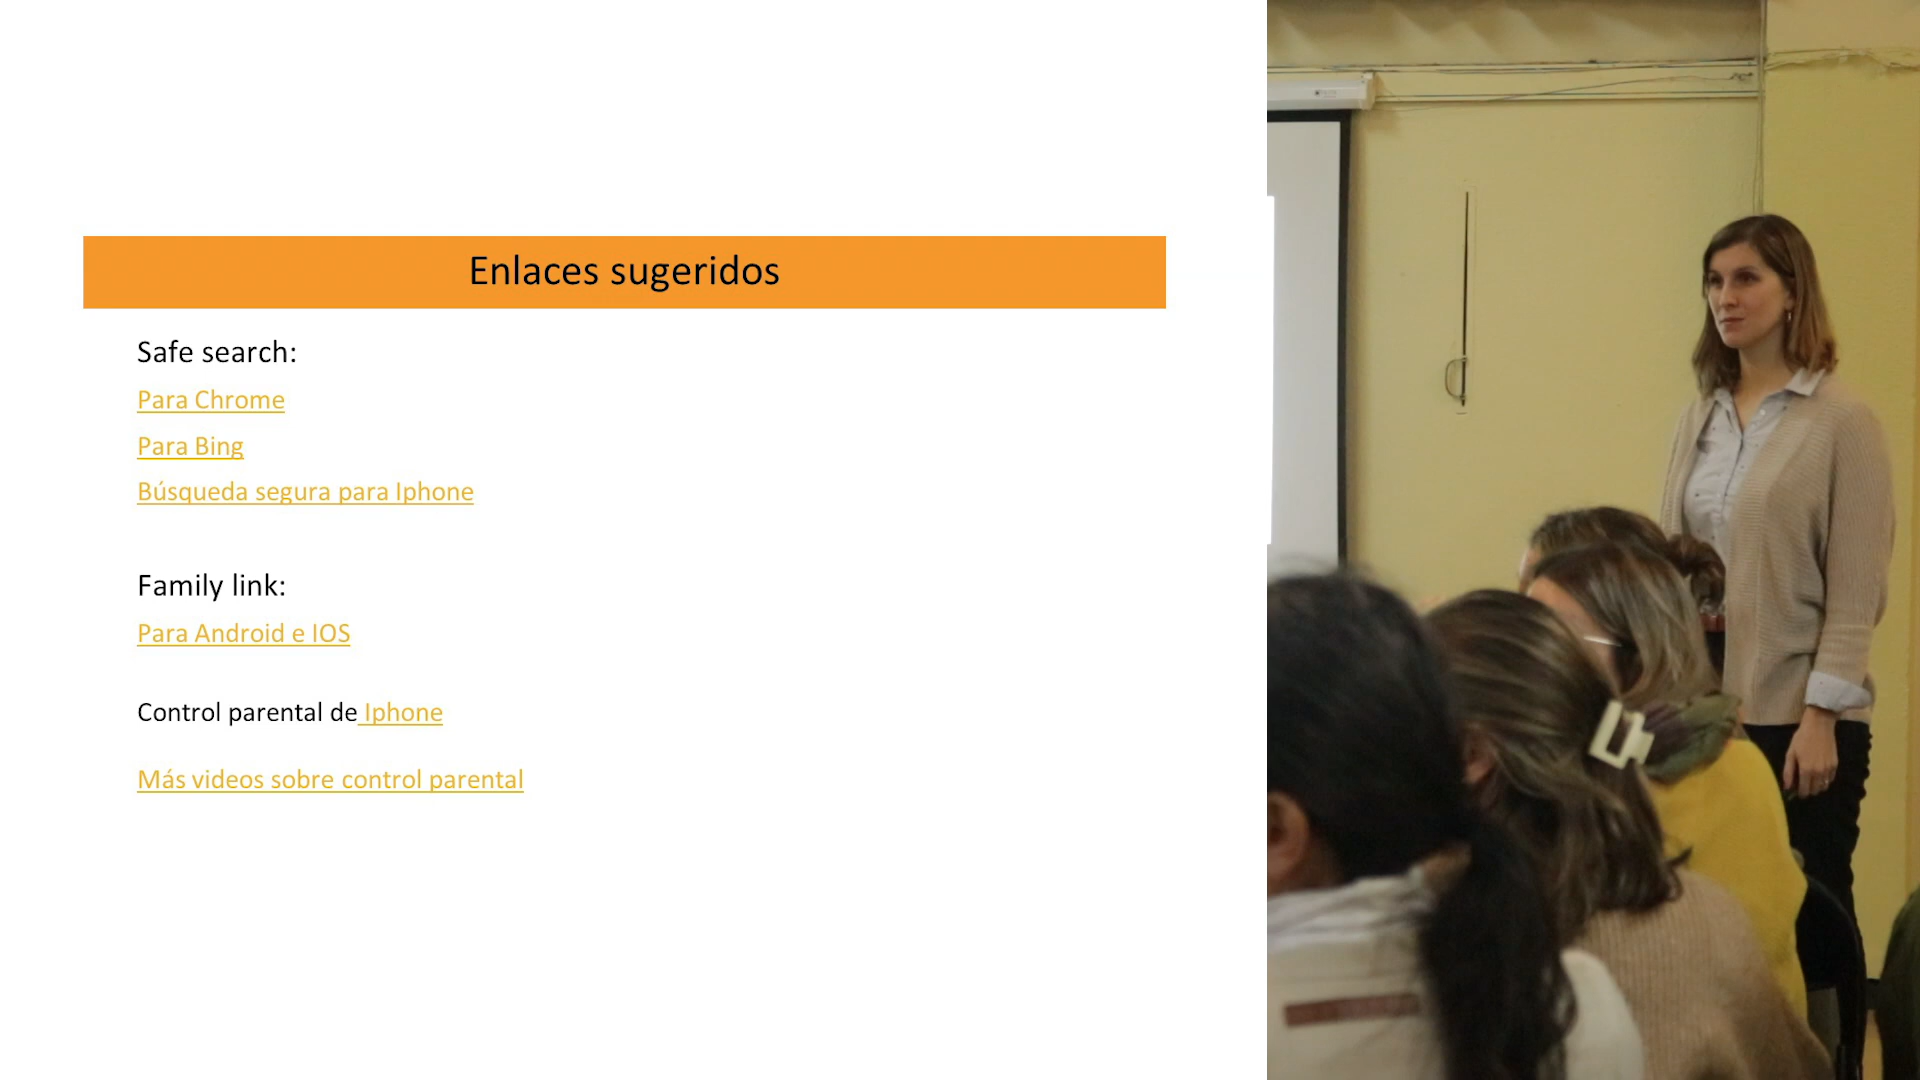 Enlaces sugeridos
Safe search:
Para Chrome
Para Bing
Búsqueda segura para Iphone
Family link:
Para Android e IOS
Control parental de Iphone
Más videos sobre control parental